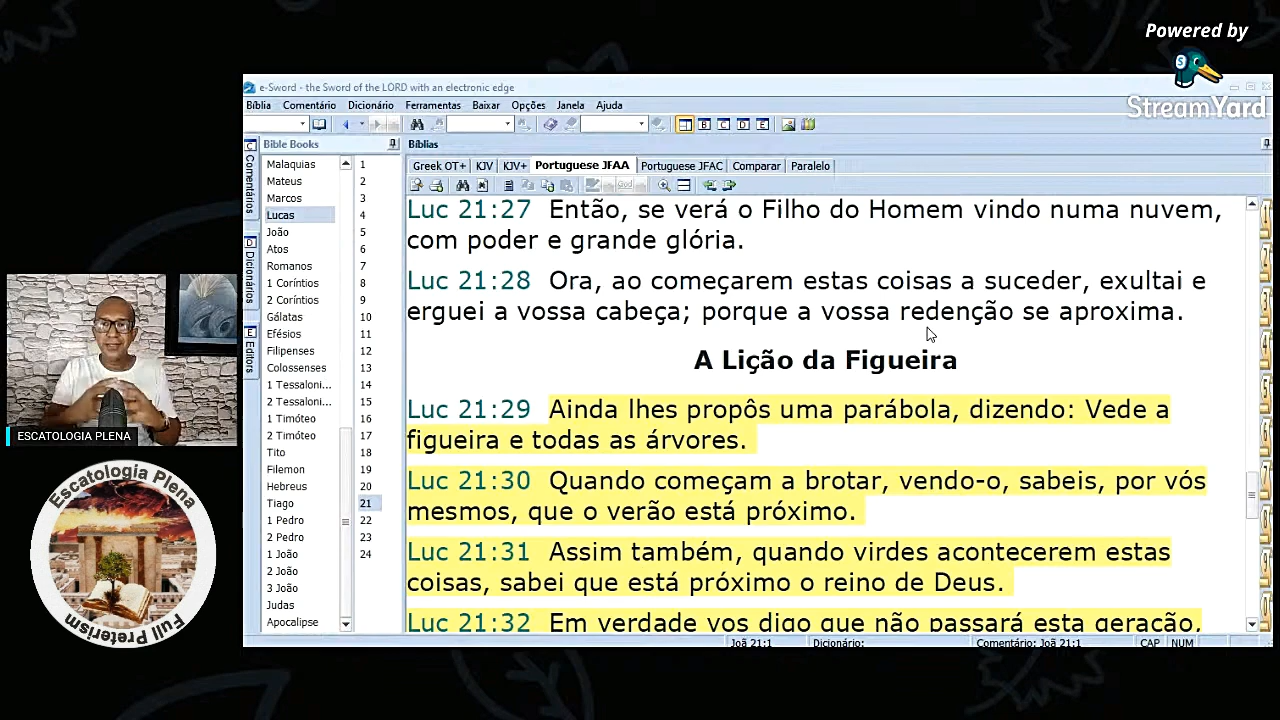 Powered by
StreamYard
e-Sword - the Sword of the LORD with an electronic edge
Bíblia Comentário Dicionário Ferramentas Baixar Opções Janela Ajuda
B C D E
Bible Books
Bíblias
Comentários
Dicionários
Editores
Greek OT+ KJV KJV+ Portuguese JFAA Portuguese JFAC Comparar Paralelo
Malaquias 1
Mateus 2
Marcos 3
Lucas 4
João 5
Atos 6
Romanos 7
1 Coríntios 8
2 Coríntios 9
Gálatas 10
Efésios 11
Filipenses 12
Colossenses 13
1 Tessaloni... 14
2 Tessaloni... 15
1 Timóteo 16
2 Timóteo 17
Tito 18
Filemon 19
Hebreus 20
Tiago 21
1 Pedro 22
2 Pedro 23
1 João 24
2 João
3 João
Judas
Apocalipse
Luc 21:27 Então, se verá o Filho do Homem vindo numa nuvem,
com poder e grande glória.
Luc 21:28 Ora, ao começarem estas coisas a suceder, exultai e
erguei a vossa cabeça; porque a vossa redenção se aproxima.
A Lição da Figueira
Luc 21:29 Ainda lhes propôs uma parábola, dizendo: Vede a
figueira e todas as árvores.
Luc 21:30 Quando começam a brotar, vendo-o, sabeis, por vós
mesmos, que o verão está próximo.
Luc 21:31 Assim também, quando virdes acontecerem estas
coisas, sabei que está próximo o reino de Deus.
Luc 21:32 Em verdade vos digo que não passará esta geração,
Joã 21:1 Dicionário: Comentário: Joã 21:1 CAP NUM
ESCATOLOGIA PLENA
Escatologia Plena
Full Preterism